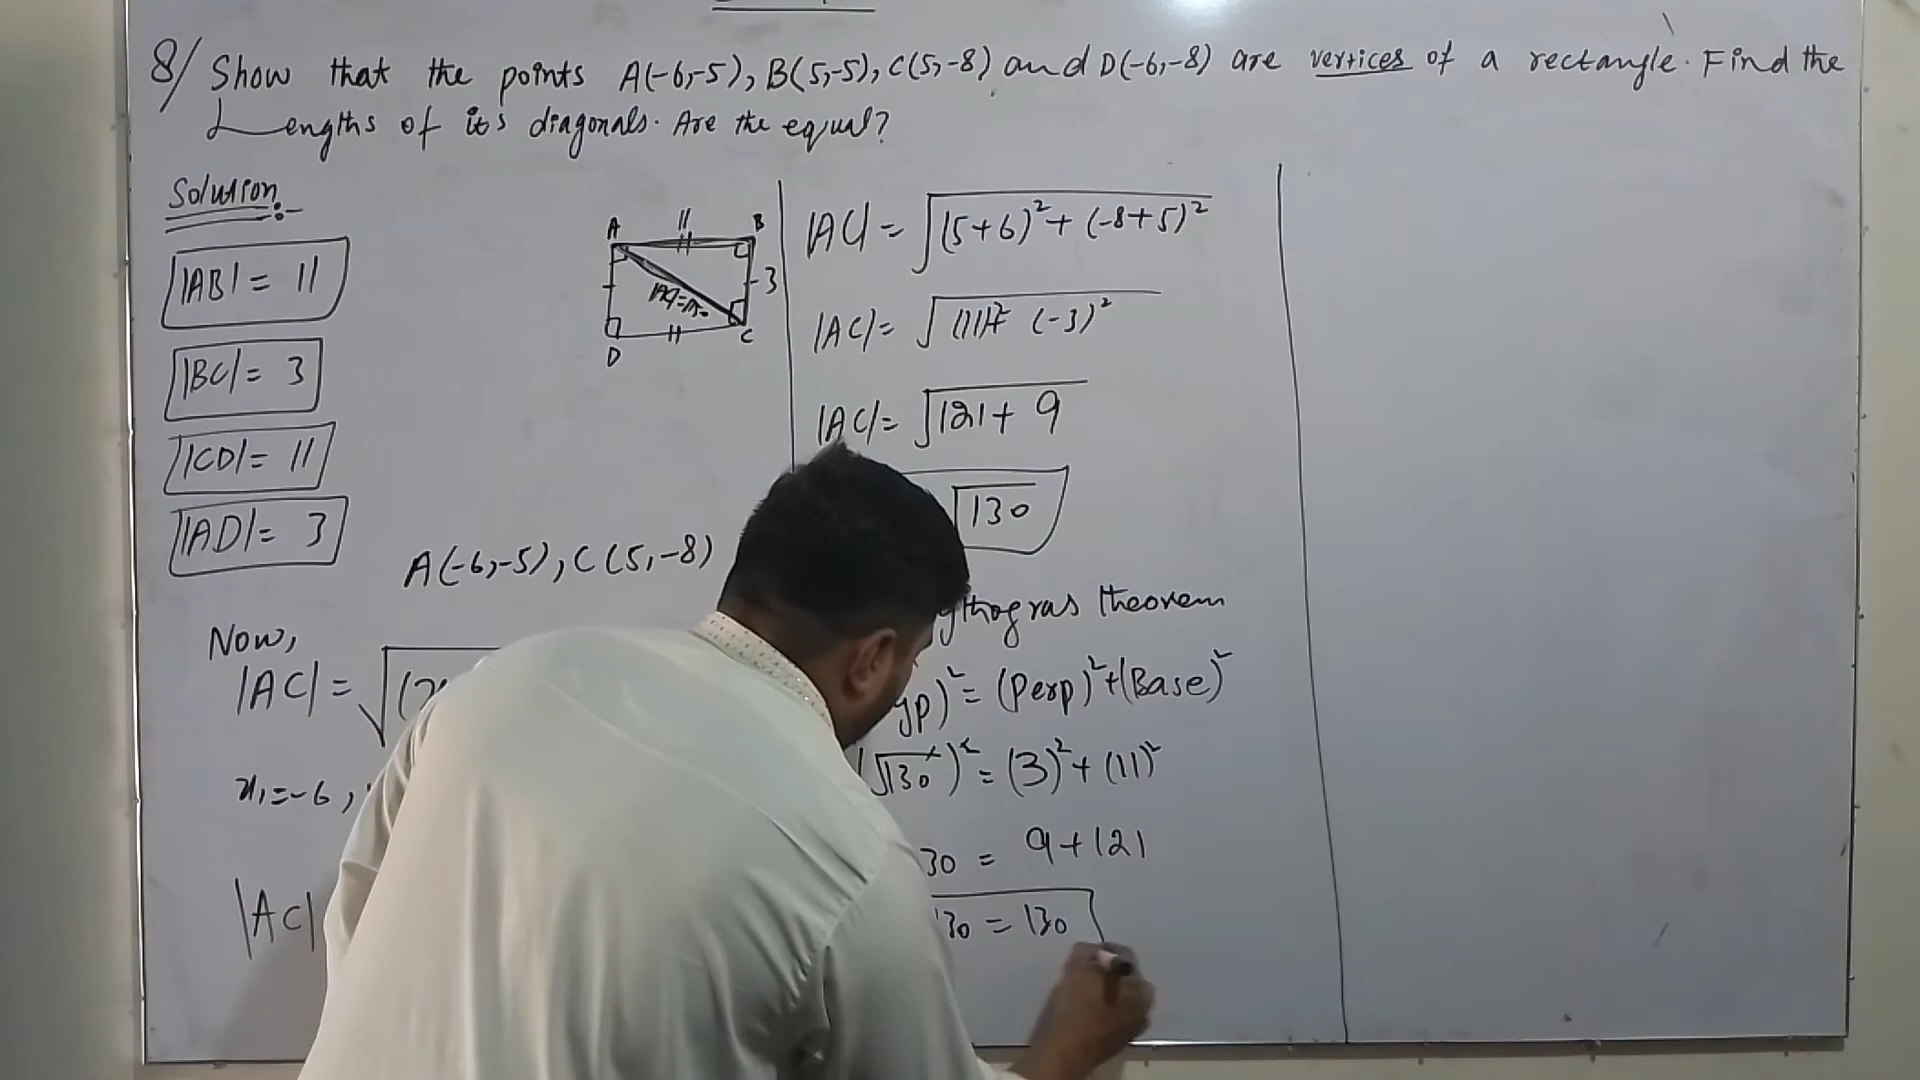 8/ Show that the points A(-6,-5), B(5,-5), C(5,-8) and D(-6,-8) are vertices of a rectangle. Find the
Lengths of its diagonals. Are the equal?
Solution:-
|AB| = 11
|BC| = 3
|CD| = 11
|AD| = 3
A(-6,-5), C(5,-8)
Now,
|AC| = √(
x₁=-6,
|AC|
A
11
B
3
C
D
|AC| = √(5+6)²+(-8+5)²
|AC| = √(11)²+(-3)²
|AC| = √121+9
√130
theorem
= (Perp)²+(Base)²
(√130)² = (3)²+(11)²
30 = 9+121
130 = 130